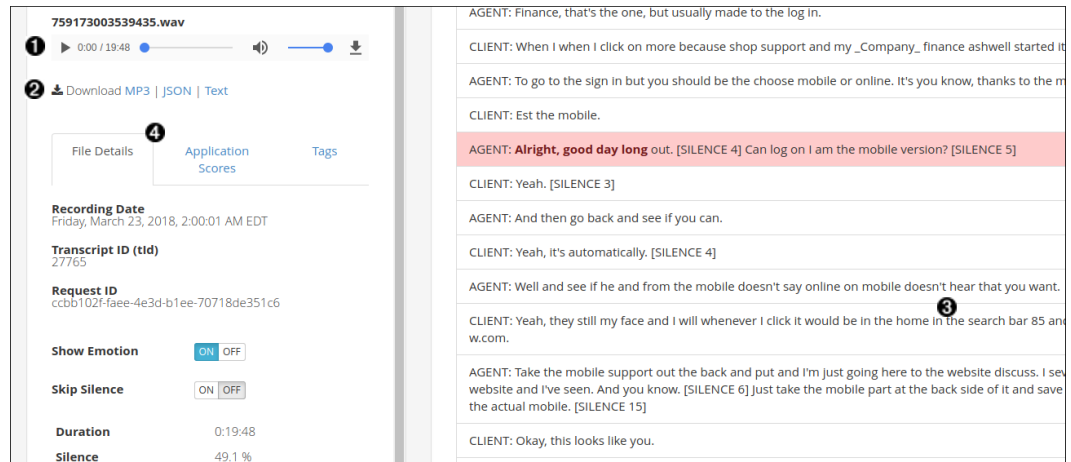 759173003539435.wav
1
0:00 / 19:48
2 Download MP3 | JSON | Text
4
File Details
Application Scores
Tags
Recording Date
Friday, March 23, 2018, 2:00:01 AM EDT
Transcript ID (tId)
27765
Request ID
ccbb102f-faee-4e3d-b1ee-70718de351c6
Show Emotion ON OFF
Skip Silence ON OFF
Duration 0:19:48
Silence 49.1 %
AGENT: Finance, that's the one, but usually made to the log in.
CLIENT: When I when I click on more because shop support and my _Company_ finance ashwell started it
AGENT: To go to the sign in but you should be the choose mobile or online. It's you know, thanks to the m
CLIENT: Est the mobile.
AGENT: Alright, good day long out. [SILENCE 4] Can log on I am the mobile version? [SILENCE 5]
CLIENT: Yeah. [SILENCE 3]
AGENT: And then go back and see if you can.
CLIENT: Yeah, it's automatically. [SILENCE 4]
AGENT: Well and see if he and from the mobile doesn't say online on mobile doesn't hear that you want.
3
CLIENT: Yeah, they still my face and I will whenever I click it would be in the home in the search bar 85 and
w.com.
AGENT: Take the mobile support out the back and put and I'm just going here to the website discuss. I sev
website and I've seen. And you know. [SILENCE 6] Just take the mobile part at the back side of it and save
the actual mobile. [SILENCE 15]
CLIENT: Okay, this looks like you.